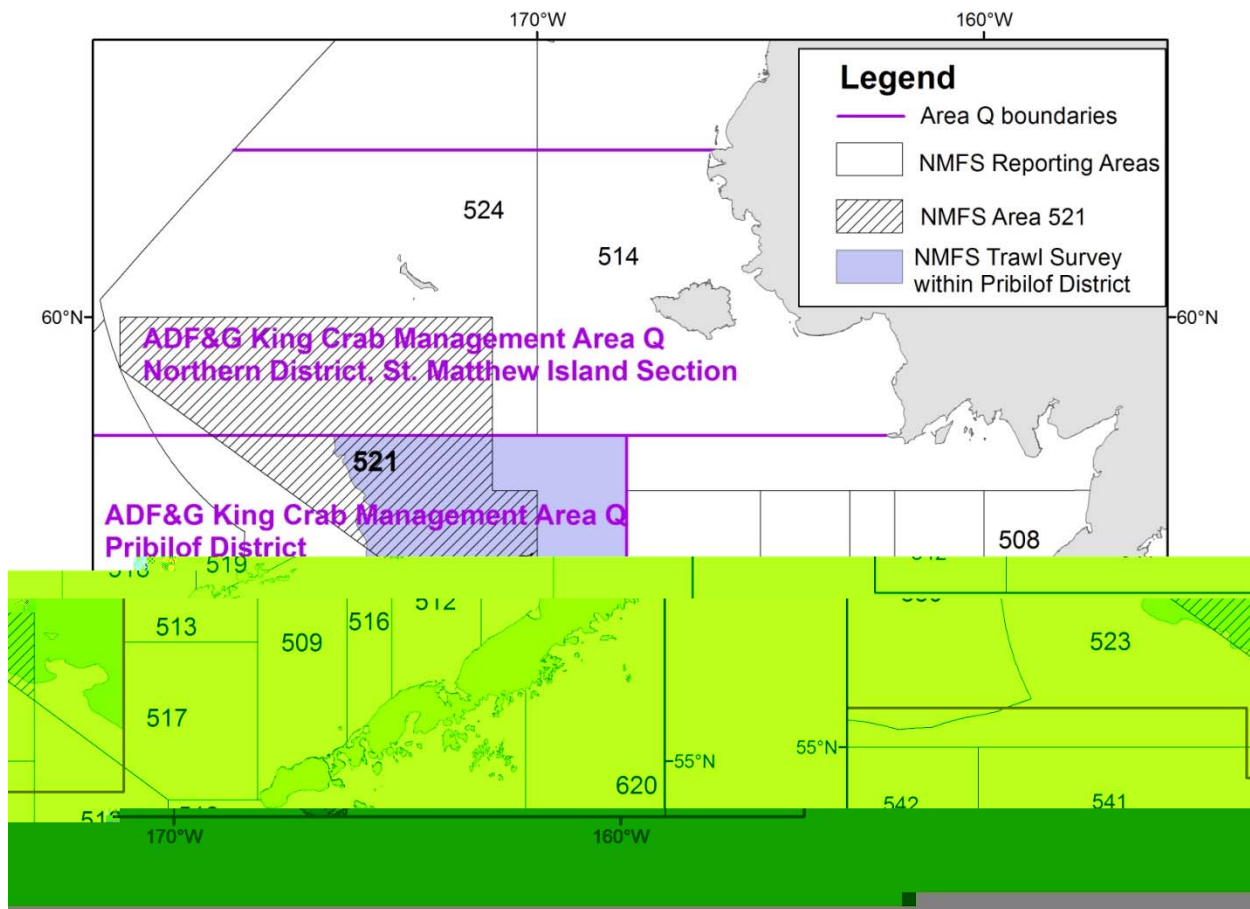 170°W
160°W
Legend
Area Q boundaries
NMFS Reporting Areas
NMFS Area 521
NMFS Trawl Survey
within Pribilof District
524
514
60°N
60°N
ADF&G King Crab Management Area Q
Northern District, St. Matthew Island Section
521
ADF&G King Crab Management Area Q
Pribilof District
508
519
513
509
516
512
523
517
55°N
55°N
620
542
541
170°W
160°W